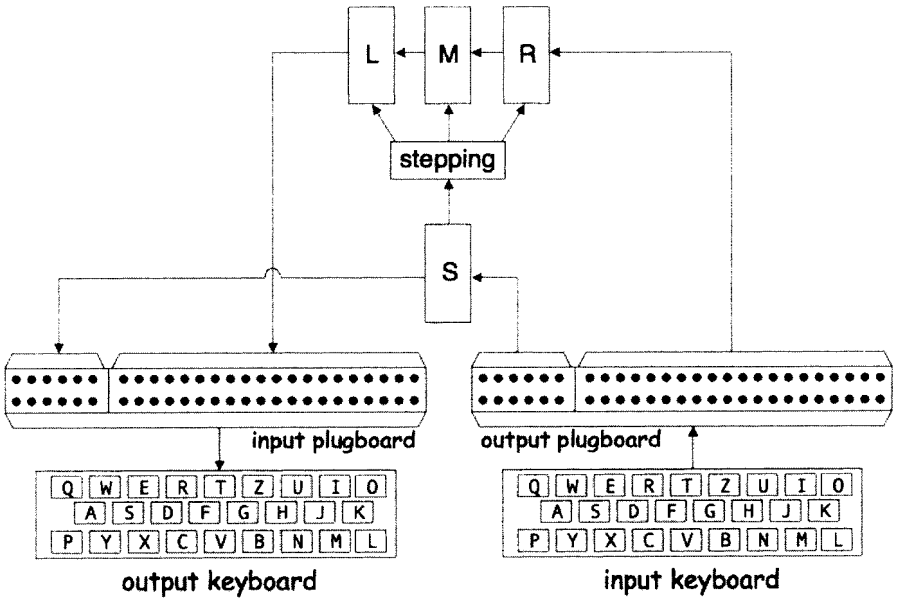 L M R
stepping
S
input plugboard output plugboard
Q W E R T Z U I O Q W E R T Z U I O
A S D F G H J K A S D F G H J K
P Y X C V B N M L P Y X C V B N M L
output keyboard input keyboard